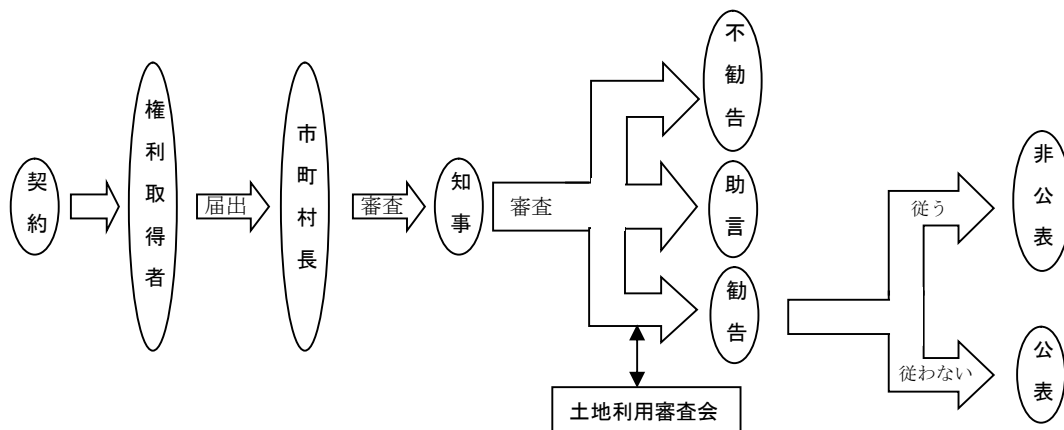 契約
権利取得者
届出
市町村長
審査
知事
審査
不勧告
助言
勧告
土地利用審査会
従う
従わない
非公表
公表